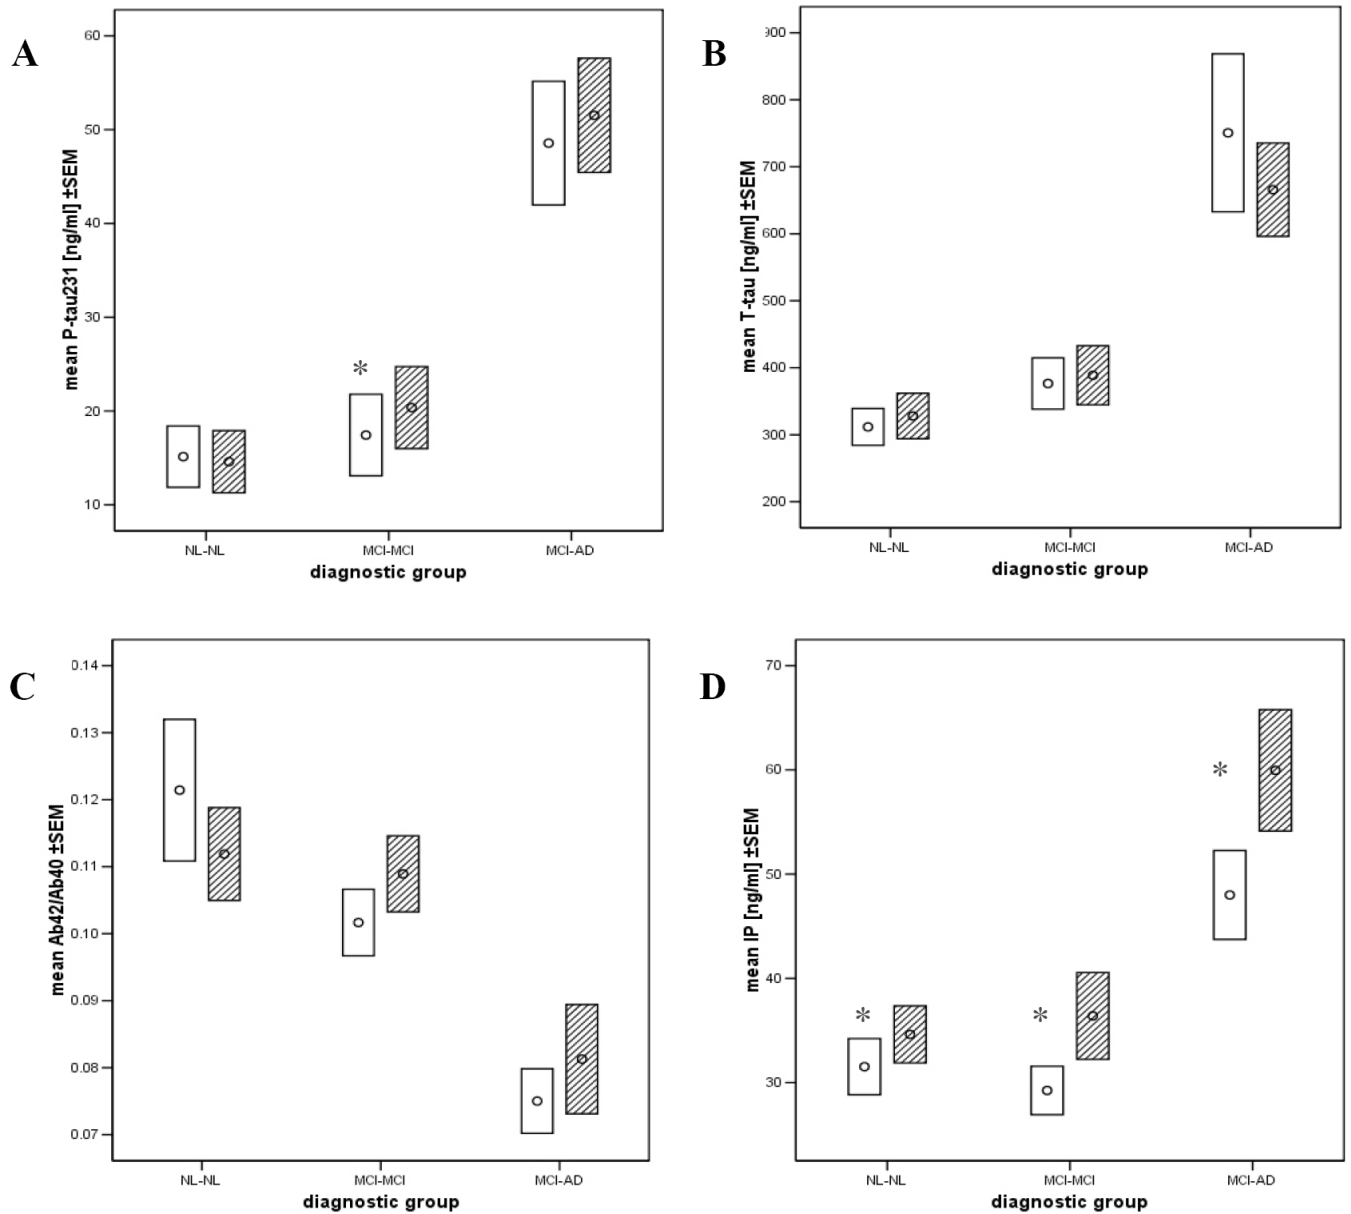 A
60
50
40
30
20
10
mean P-tau231 [ng/ml] ±SEM
*
NL-NL MCI-MCI MCI-AD
diagnostic group
B
900
800
700
600
500
400
300
200
mean T-tau [ng/ml] ±SEM
NL-NL MCI-MCI MCI-AD
diagnostic group
C
0.14
0.13
0.12
0.11
0.10
0.09
0.08
0.07
mean Ab42/Ab40 ±SEM
NL-NL MCI-MCI MCI-AD
diagnostic group
D
70
60
50
40
30
mean IP [ng/ml] ±SEM
*
* *
NL-NL MCI-MCI MCI-AD
diagnostic group